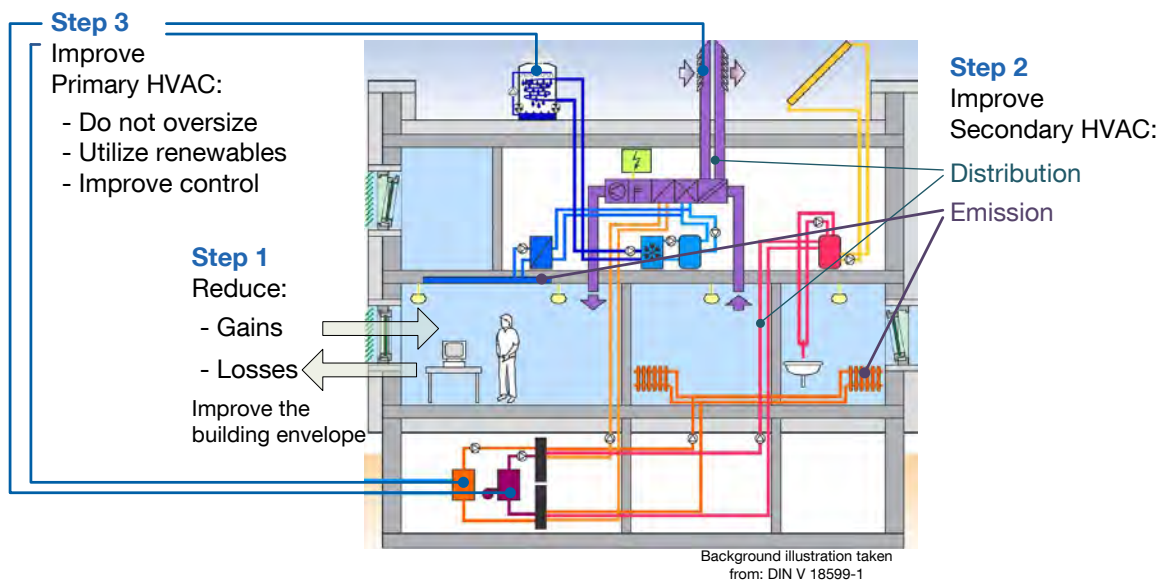 Step 3
Improve
Primary HVAC:
- Do not oversize
- Utilize renewables
- Improve control
Step 2
Improve
Secondary HVAC:
Distribution
Emission
Step 1
Reduce:
- Gains
- Losses
Improve the
building envelope
Background illustration taken
from: DIN V 18599-1